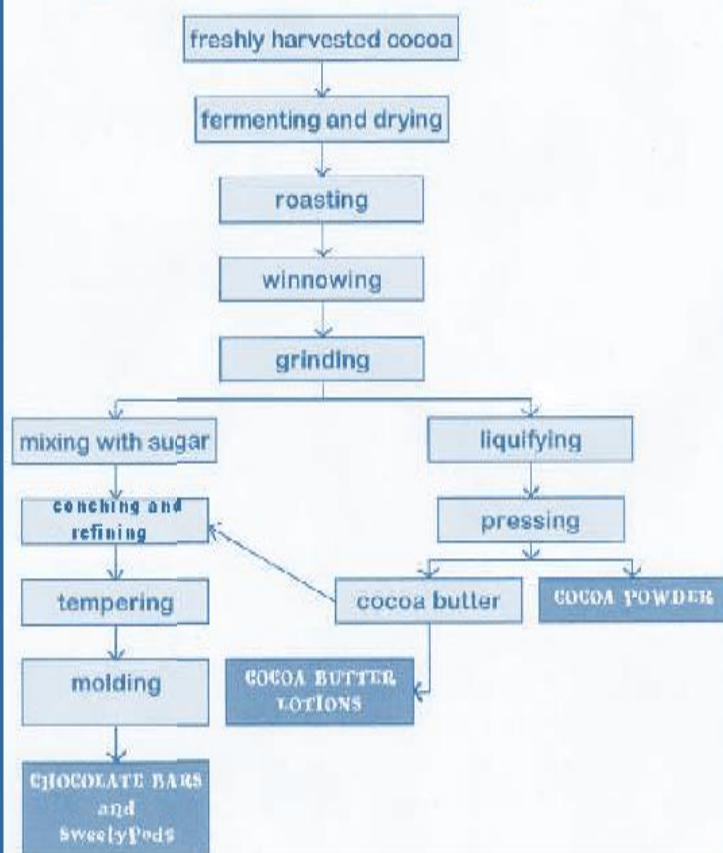 freshly harvested cocoa
fermenting and drying
roasting
winnowing
grinding
mixing with sugar
liquifying
conching and
refining
pressing
tempering
cocoa butter
COCOA POWDER
molding
COCOA BUTTER
LOTIONS
CHOCOLATE BARS
and
SweelyPods